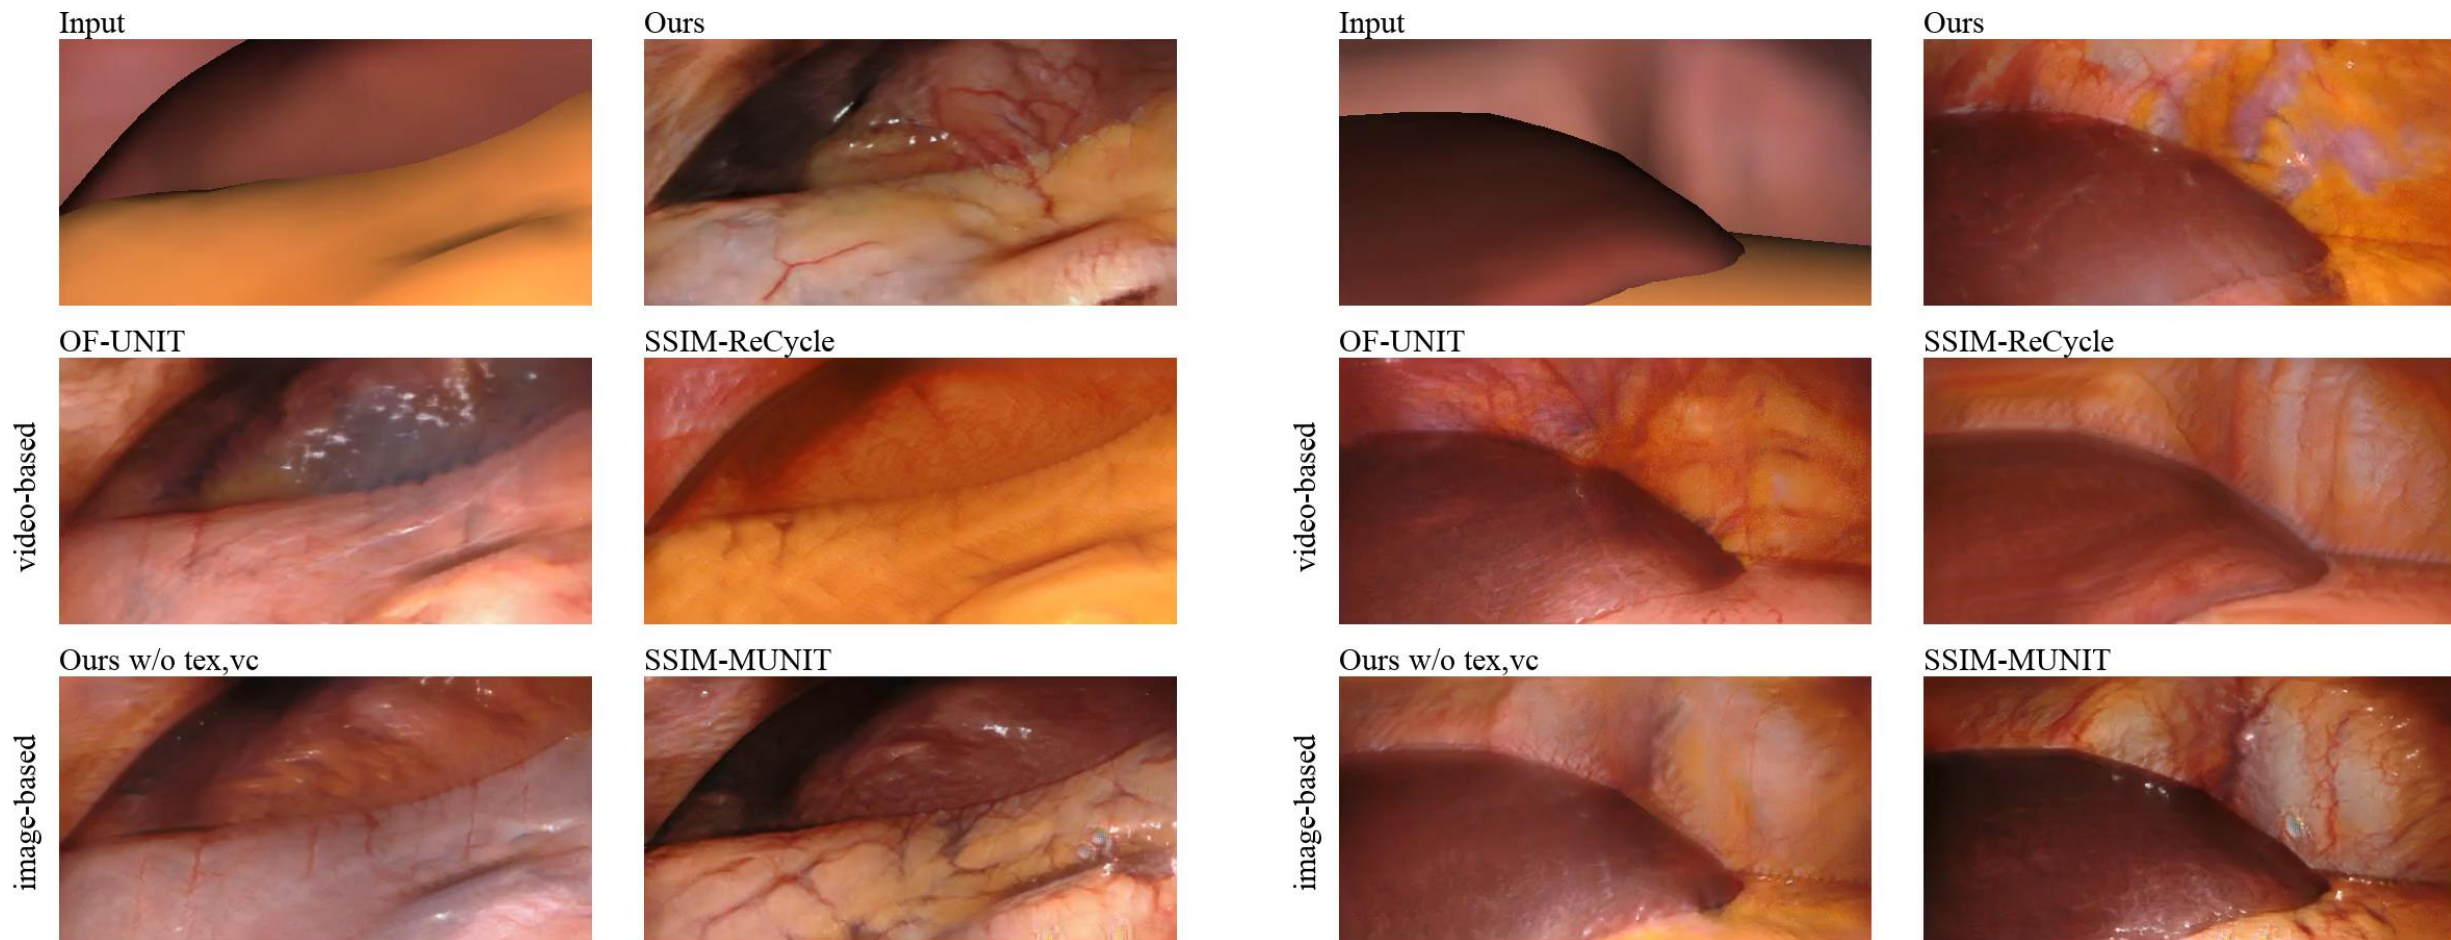 Input
Ours
Input
Ours
OF-UNIT
SSIM-ReCycle
OF-UNIT
SSIM-ReCycle
video-based
video-based
Ours w/o tex,vc
SSIM-MUNIT
Ours w/o tex,vc
SSIM-MUNIT
image-based
image-based